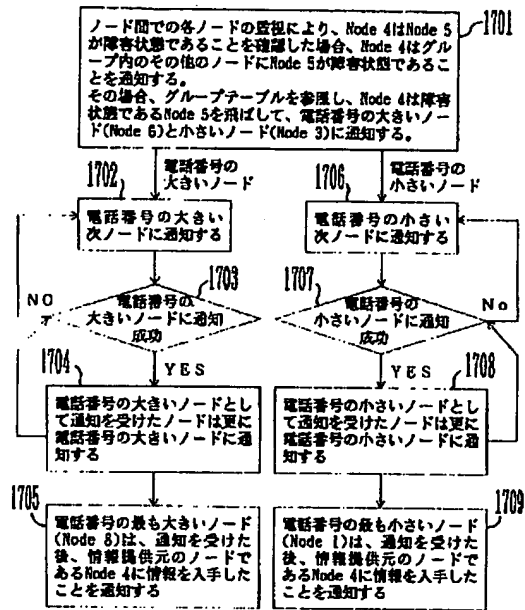 1701
ノード間での各ノードの監視により、Node 4はNode 5
が障害状態であることを確認した場合、Node 4はグル
ープ内のその他のノードにNode 5が障害状態であるこ
とを通知する。
その場合、グループテーブルを参照し、Node 4は障害
状態であるNode 5を飛ばして、電話番号の大きいノー
ド(Node 6)と小さいノード(Node 3)に通知する。
1702
電話番号の
大きいノード
1706
電話番号の
小さいノード
電話番号の大きい
次ノードに通知する
電話番号の小さい
次ノードに通知する
1703
1707
NO
電話番号の
大きいノードに通知
成功
電話番号の
小さいノードに通知
成功
No
1704
YES
YES
1708
電話番号の大きいノードとし
て通知を受けたノードは更に
電話番号の大きいノードに通
知する
電話番号の小さいノードとし
て通知を受けたノードは更に
電話番号の小さいノードに通
知する
1705
1709
電話番号の最も大きいノード
(Node 8)は、通知を受けた
後、情報提供元のノードで
あるNode 4に情報を入手した
ことを通知する
電話番号の最も小さいノード
(Node 1)は、通知を受けた
後、情報提供元のノードで
あるNode 4に情報を入手した
ことを通知する